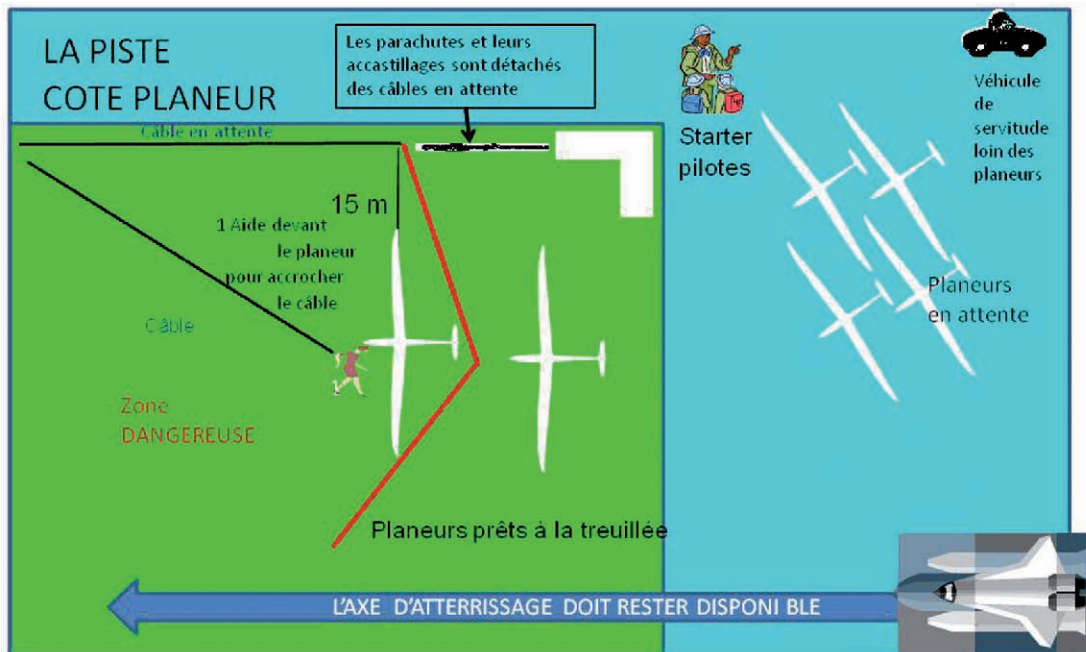 LA PISTE
COTE PLANEUR
Les parachutes et leurs
accastillages sont détachés
des câbles en attente
Starter
pilotes
Véhicule
de
servitude
loin des
planeurs
Câble en attente
15 m
1 Aide devant
le planeur
pour accrocher
le câble
Câble
Planeurs
en attente
Zone
DANGEREUSE
Planeurs prêts à la treuillée
L'AXE D'ATTERRISSAGE DOIT RESTER DISPONI BLE